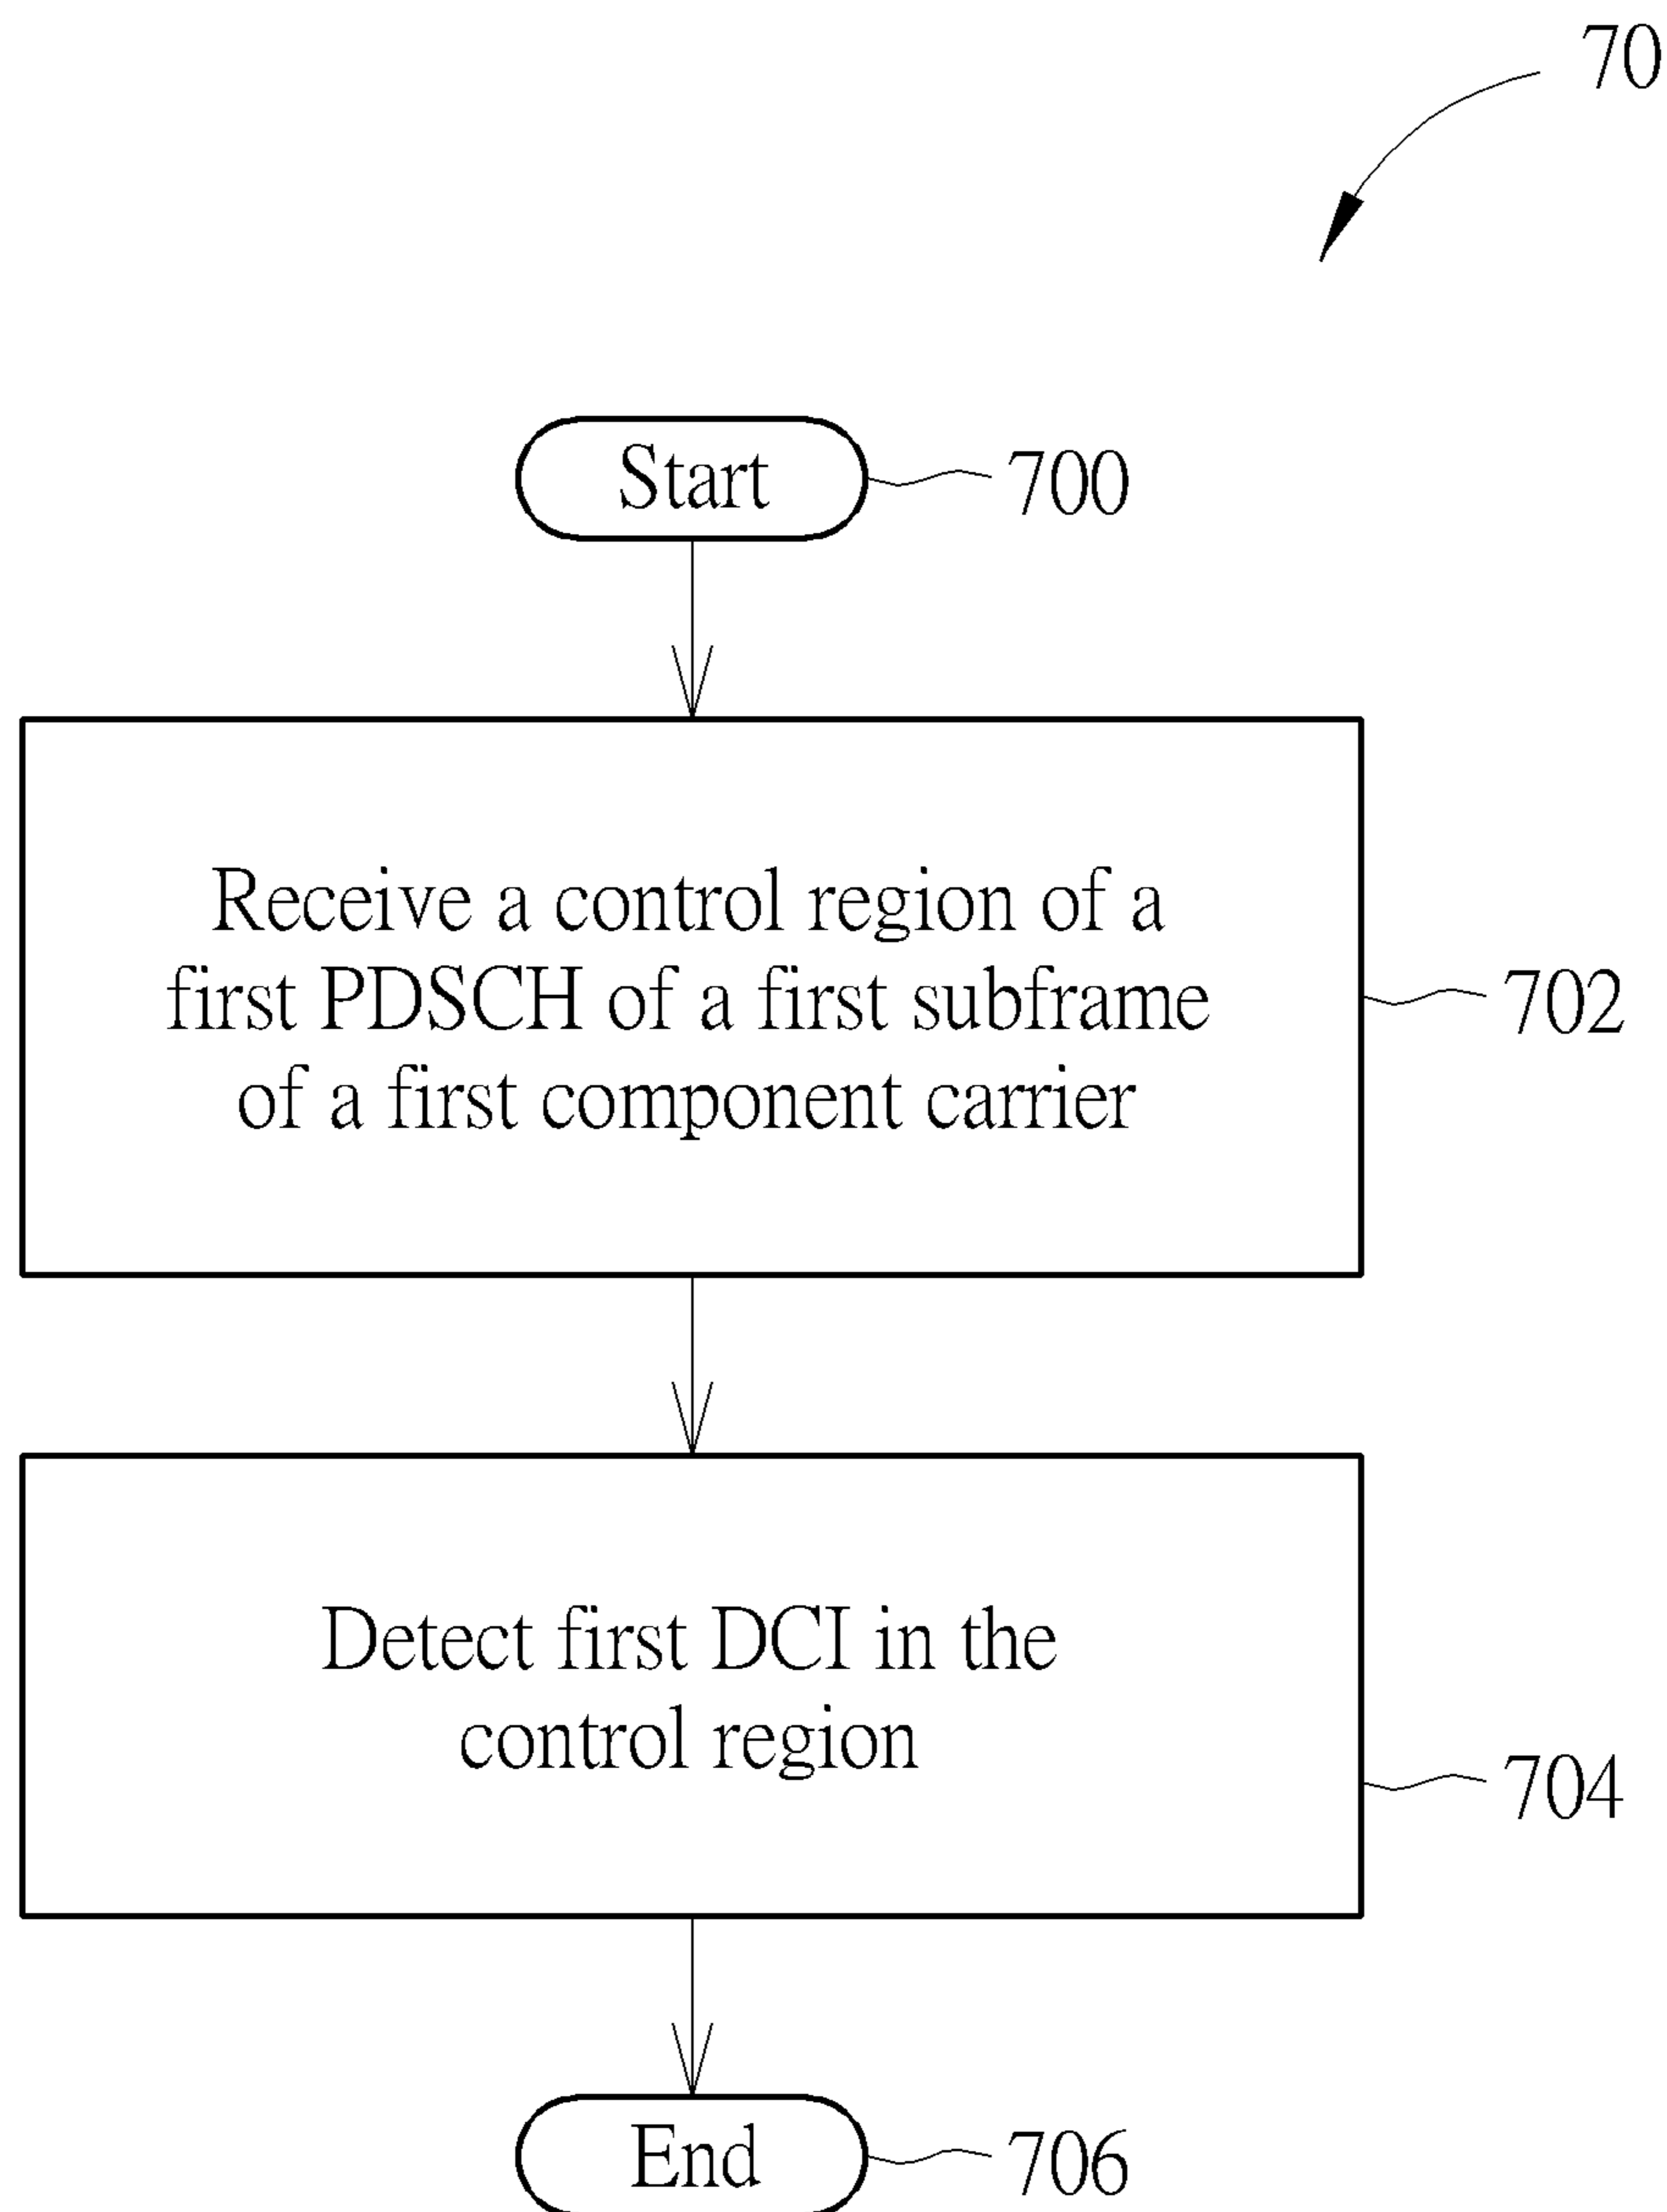 70
Start
700
Receive a control region of a
first PDSCH of a first subframe
of a first component carrier
702
Detect first DCI in the
control region
704
End
706